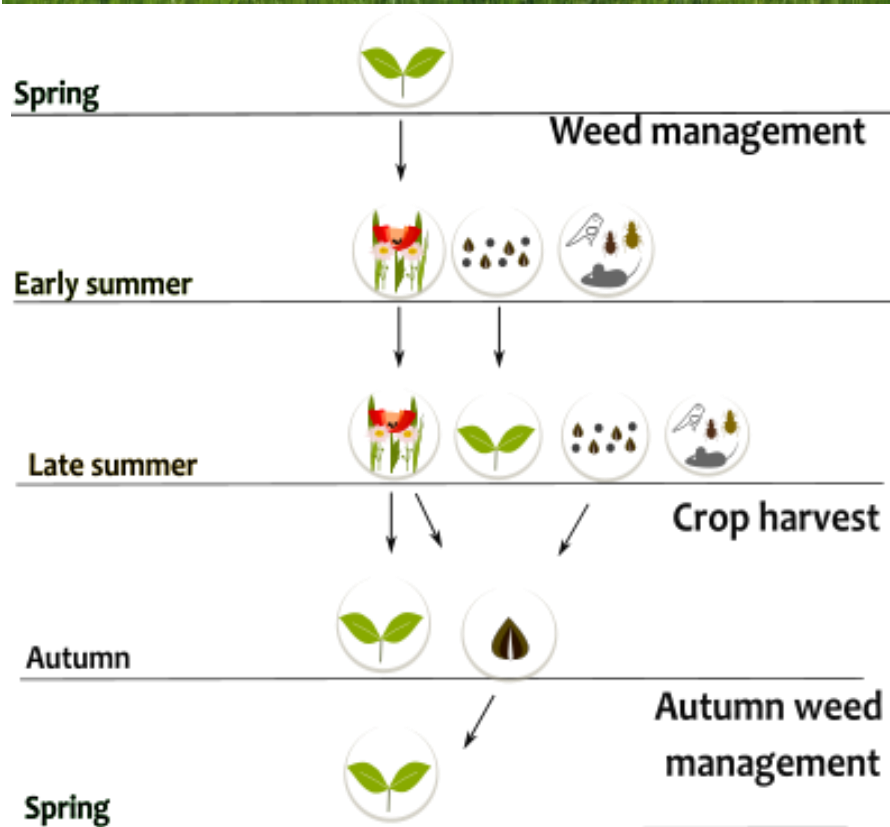 Spring
Weed management
Early summer
Late summer
Crop harvest
Autumn
Autumn weed
management
Spring